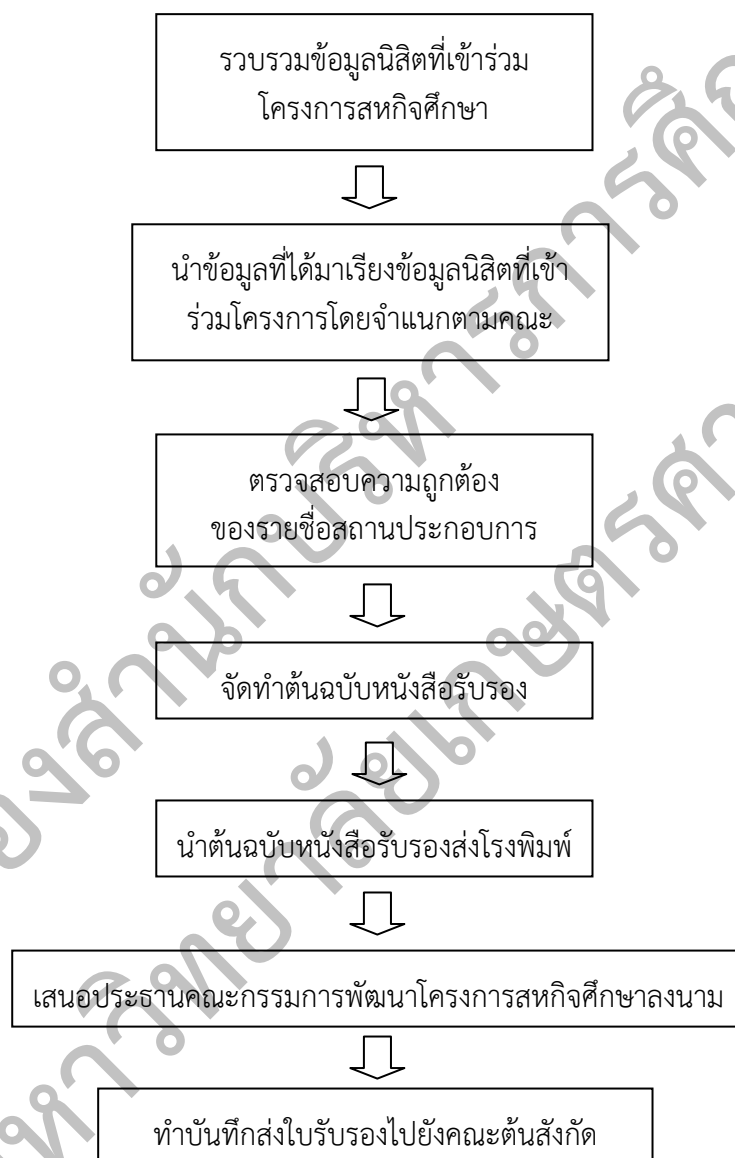 รวบรวมข้อมูลนิสิตที่เข้าร่วม
โครงการสหกิจศึกษา
นำข้อมูลที่ได้มาเรียงข้อมูลนิสิตที่เข้า
ร่วมโครงการโดยจำแนกตามคณะ
ตรวจสอบความถูกต้อง
ของรายชื่อสถานประกอบการ
จัดทำต้นฉบับหนังสือรับรอง
นำต้นฉบับหนังสือรับรองส่งโรงพิมพ์
เสนอประธานคณะกรรมการพัฒนาโครงการสหกิจศึกษาลงนาม
ทำบันทึกส่งใบรับรองไปยังคณะต้นสังกัด